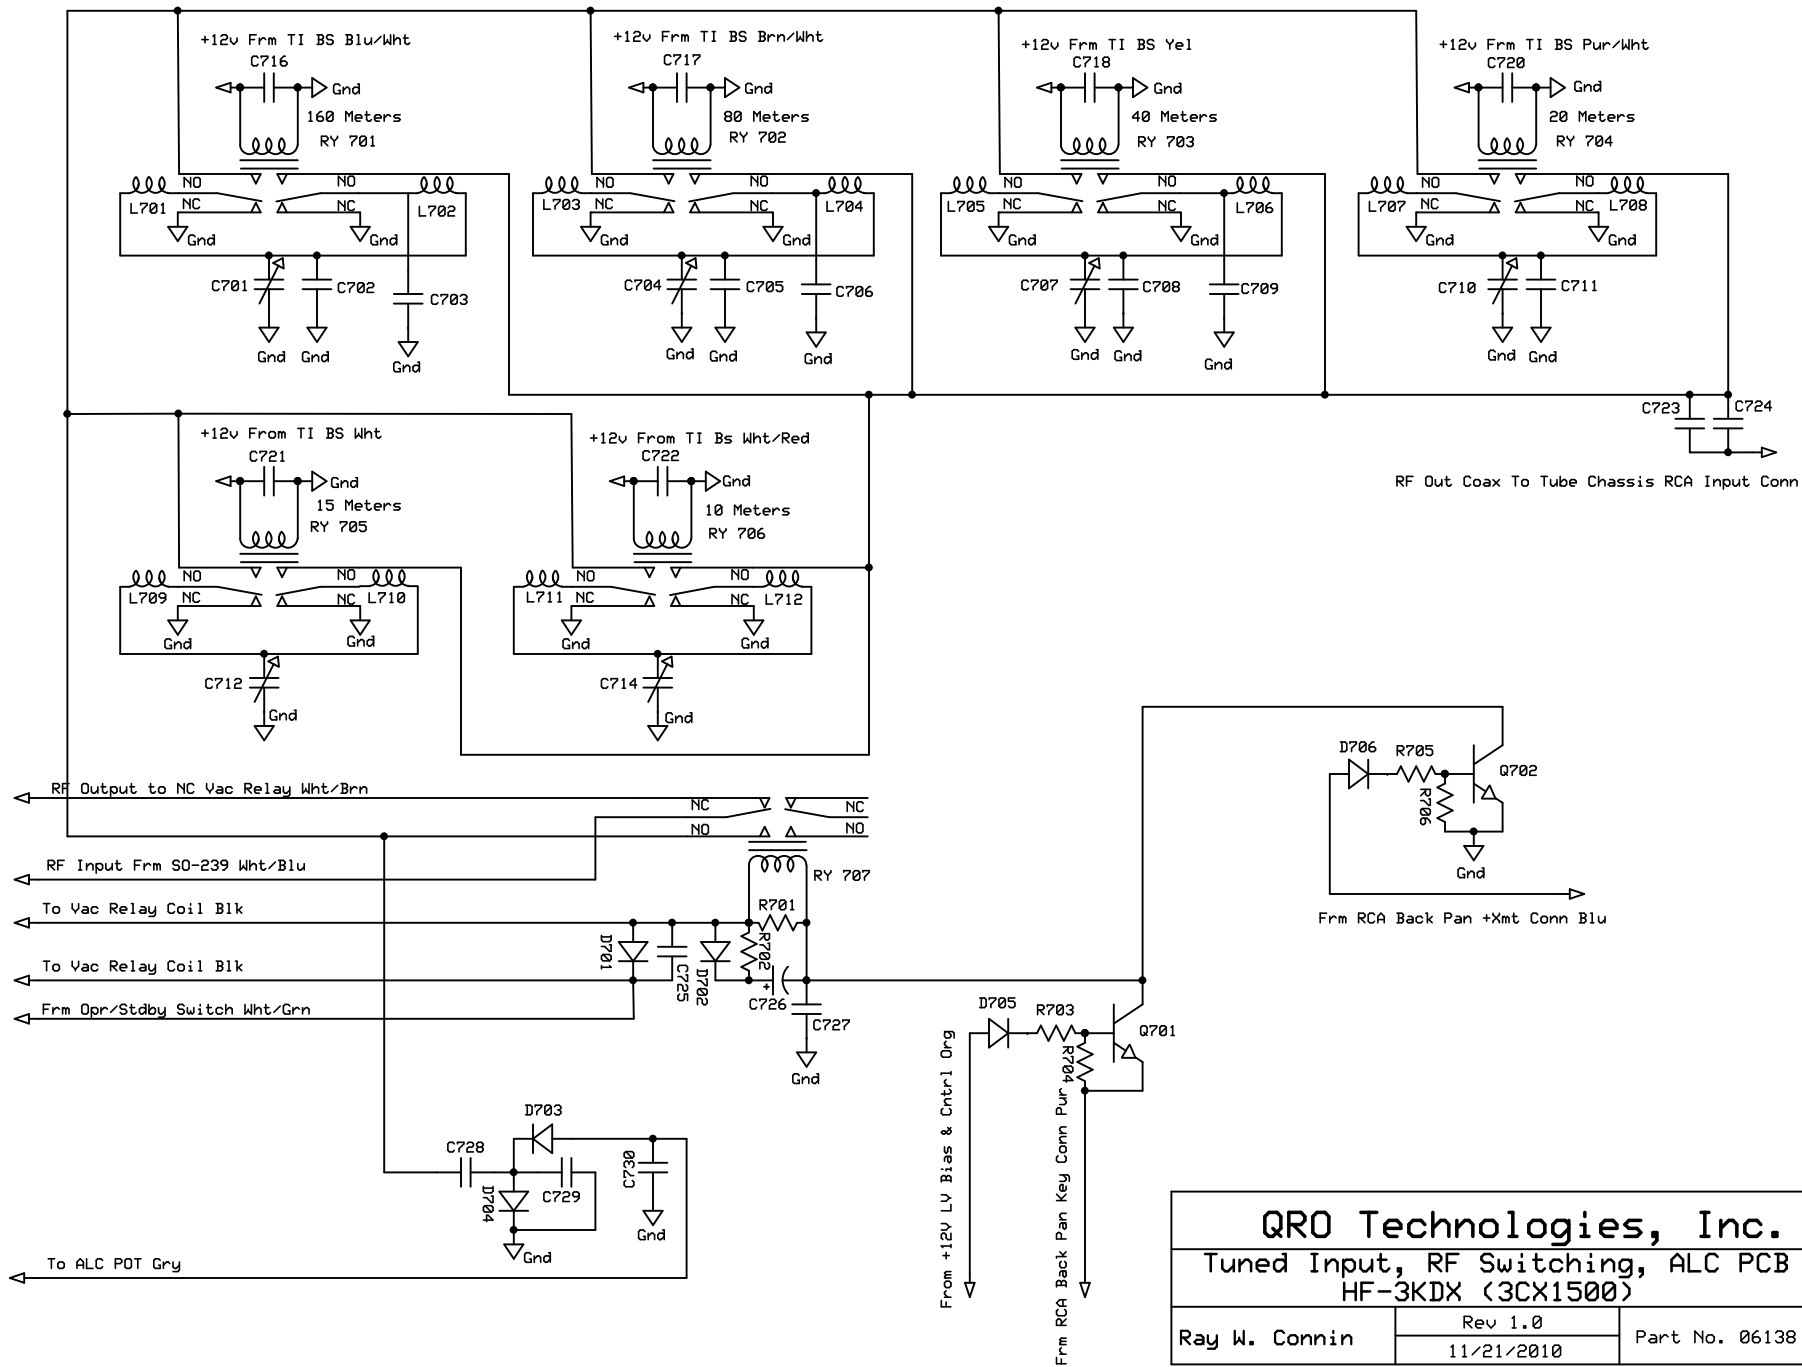 +12v Frm TI BS Blu/Wht
C716
Gnd
160 Meters
RY 701
NO
NO
L701
NC
NC
L702
Gnd
Gnd
C701
C702
C703
Gnd
Gnd
Gnd
+12v Frm TI BS Brn/Wht
C717
Gnd
80 Meters
RY 702
NO
NO
L703
NC
NC
L704
Gnd
Gnd
C704
C705
C706
Gnd
Gnd
Gnd
+12v Frm TI BS Yel
C718
Gnd
40 Meters
RY 703
NO
NO
L705
NC
NC
L706
Gnd
Gnd
C707
C708
C709
Gnd
Gnd
Gnd
+12v Frm TI BS Pur/Wht
C720
Gnd
20 Meters
RY 704
NO
NO
L707
NC
NC
L708
Gnd
Gnd
C710
C711
Gnd
Gnd
C723
C724
RF Out Coax To Tube Chassis RCA Input Conn
+12v From TI BS Wht
C721
Gnd
15 Meters
RY 705
NO
NO
L709
NC
NC
L710
Gnd
Gnd
C712
Gnd
+12v From TI Bs Wht/Red
C722
Gnd
10 Meters
RY 706
NO
NO
L711
NC
NC
L712
Gnd
Gnd
C714
Gnd
RF Output to NC Vac Relay Wht/Brn
NC
NC
NO
NO
RF Input Frm SO-239 Wht/Blu
RY 707
To Vac Relay Coil Blk
R701
D701
C725
D702
R702
To Vac Relay Coil Blk
+
C726
Frm Opr/Stdby Switch Wht/Grn
C727
Gnd
D706
R705
Q702
R706
Gnd
Frm RCA Back Pan +Xmt Conn Blu
D705
R703
Q701
R704
From +12V LV Bias & Cntrl Org
Frm RCA Back Pan Key Conn Pur
D703
C728
C729
D704
C730
Gnd
Gnd
To ALC POT Gry
QRO Technologies, Inc.
Tuned Input, RF Switching, ALC PCB
HF-3KDX (3CX1500)
Ray W. Connin
Rev 1.0
11/21/2010
Part No. 06138